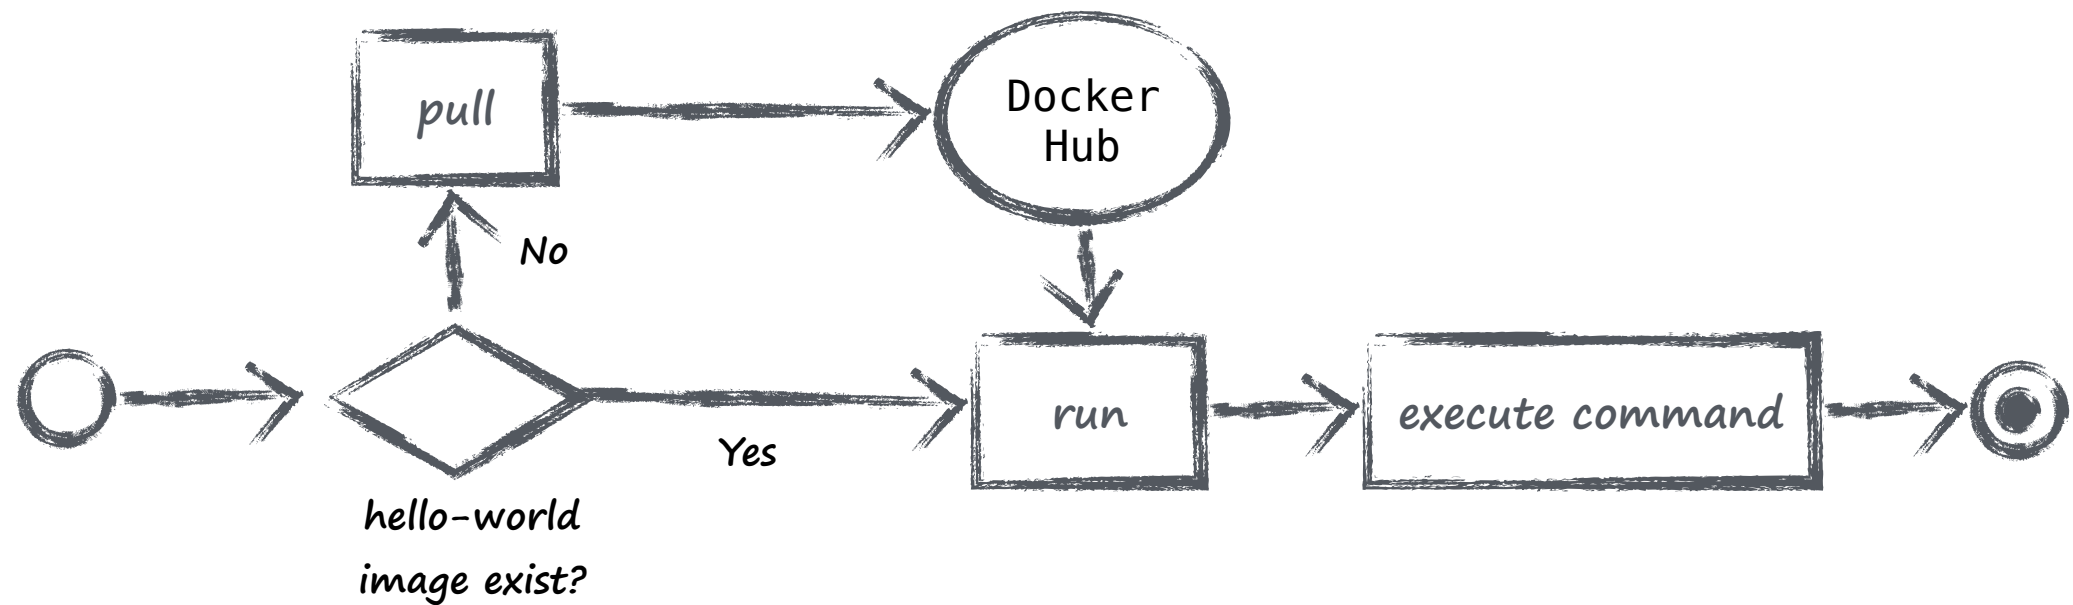 pull
Docker
Hub
No
Yes
run
execute command
hello-world
image exist?